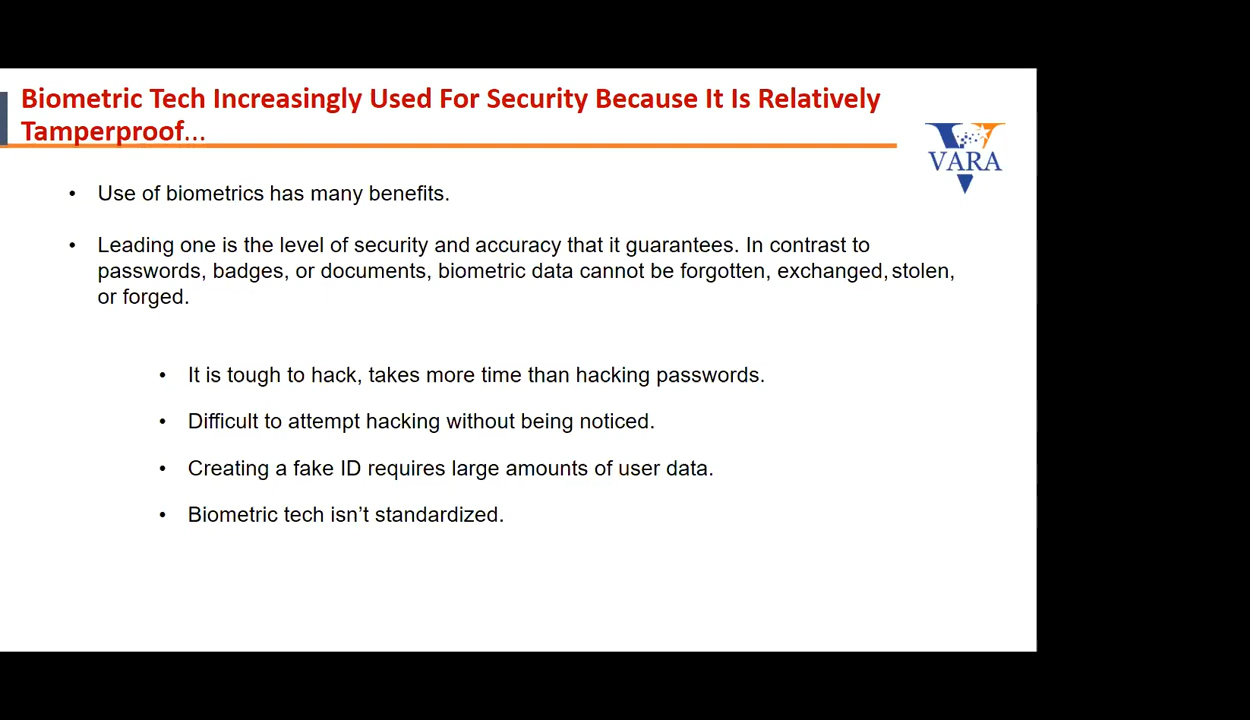 Biometric Tech Increasingly Used For Security Because It Is Relatively
Tamperproof...
VARA
• Use of biometrics has many benefits.
• Leading one is the level of security and accuracy that it guarantees. In contrast to
passwords, badges, or documents, biometric data cannot be forgotten, exchanged, stolen,
or forged.
• It is tough to hack, takes more time than hacking passwords.
• Difficult to attempt hacking without being noticed.
• Creating a fake ID requires large amounts of user data.
• Biometric tech isn’t standardized.